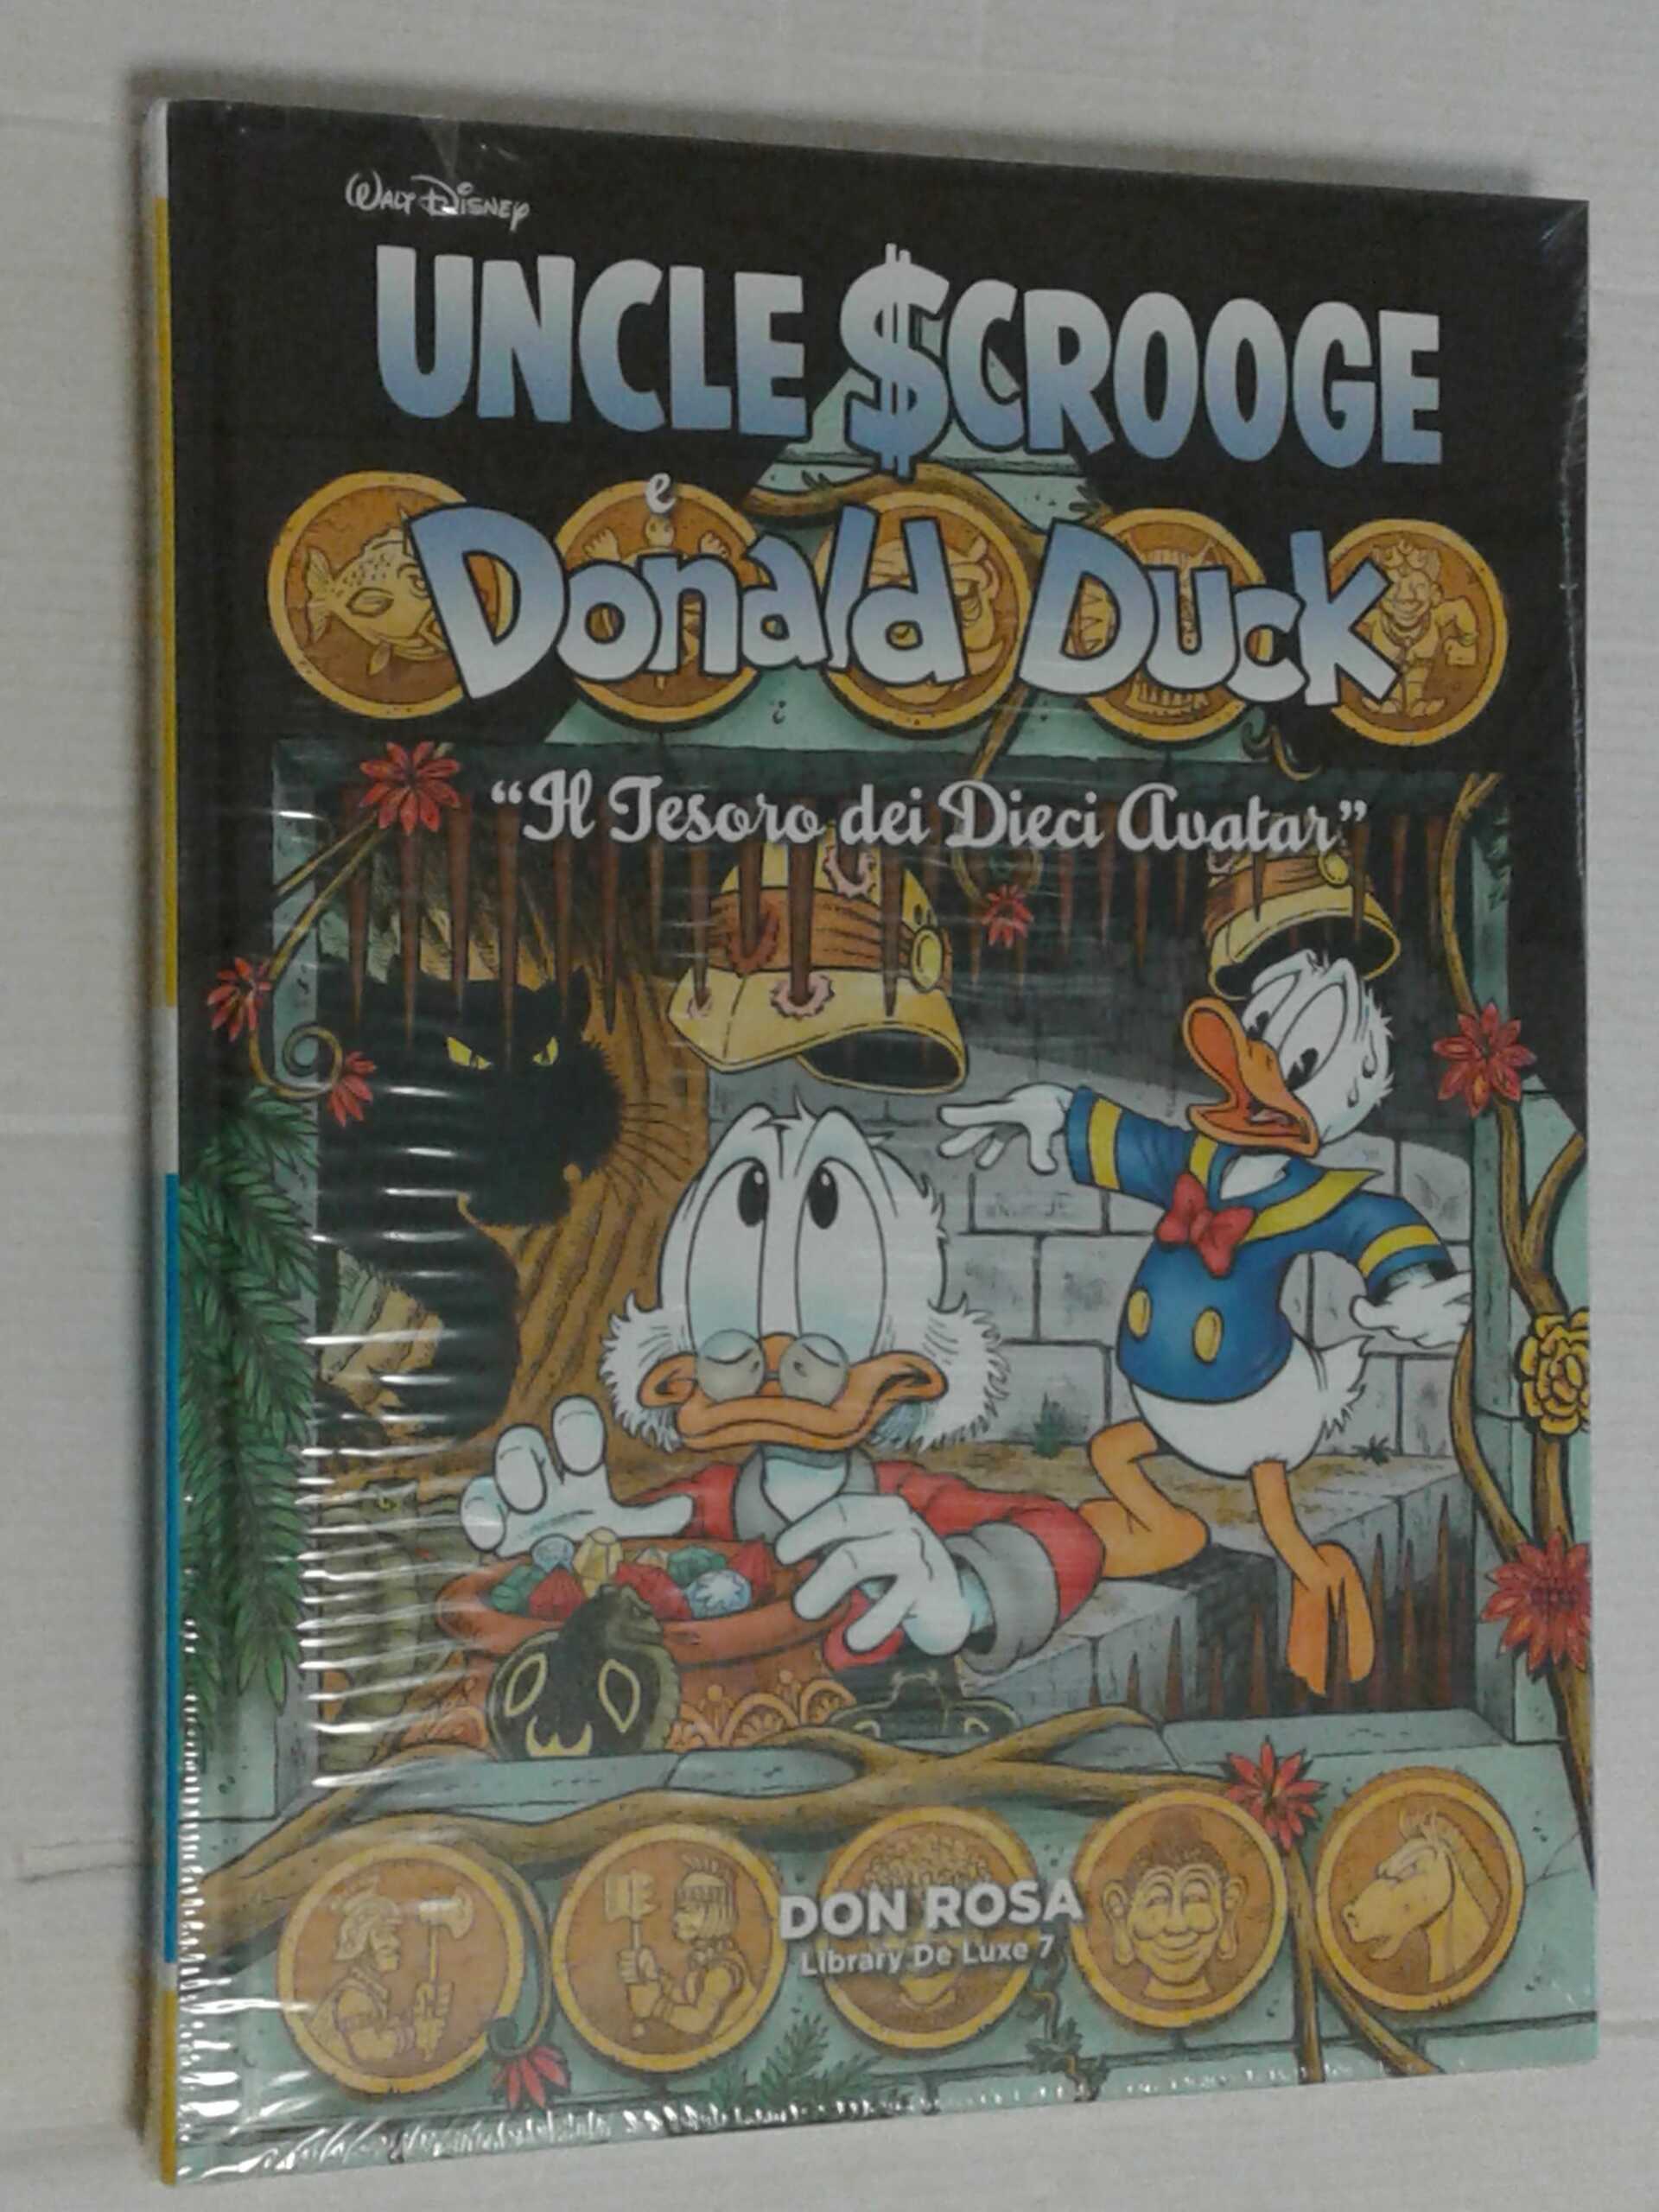 WALT DISNEY
UNCLE $CROOGE
e
Donald Duck
"Il Tesoro dei Dieci Avatar"
DON ROSA
Library De Luxe 7